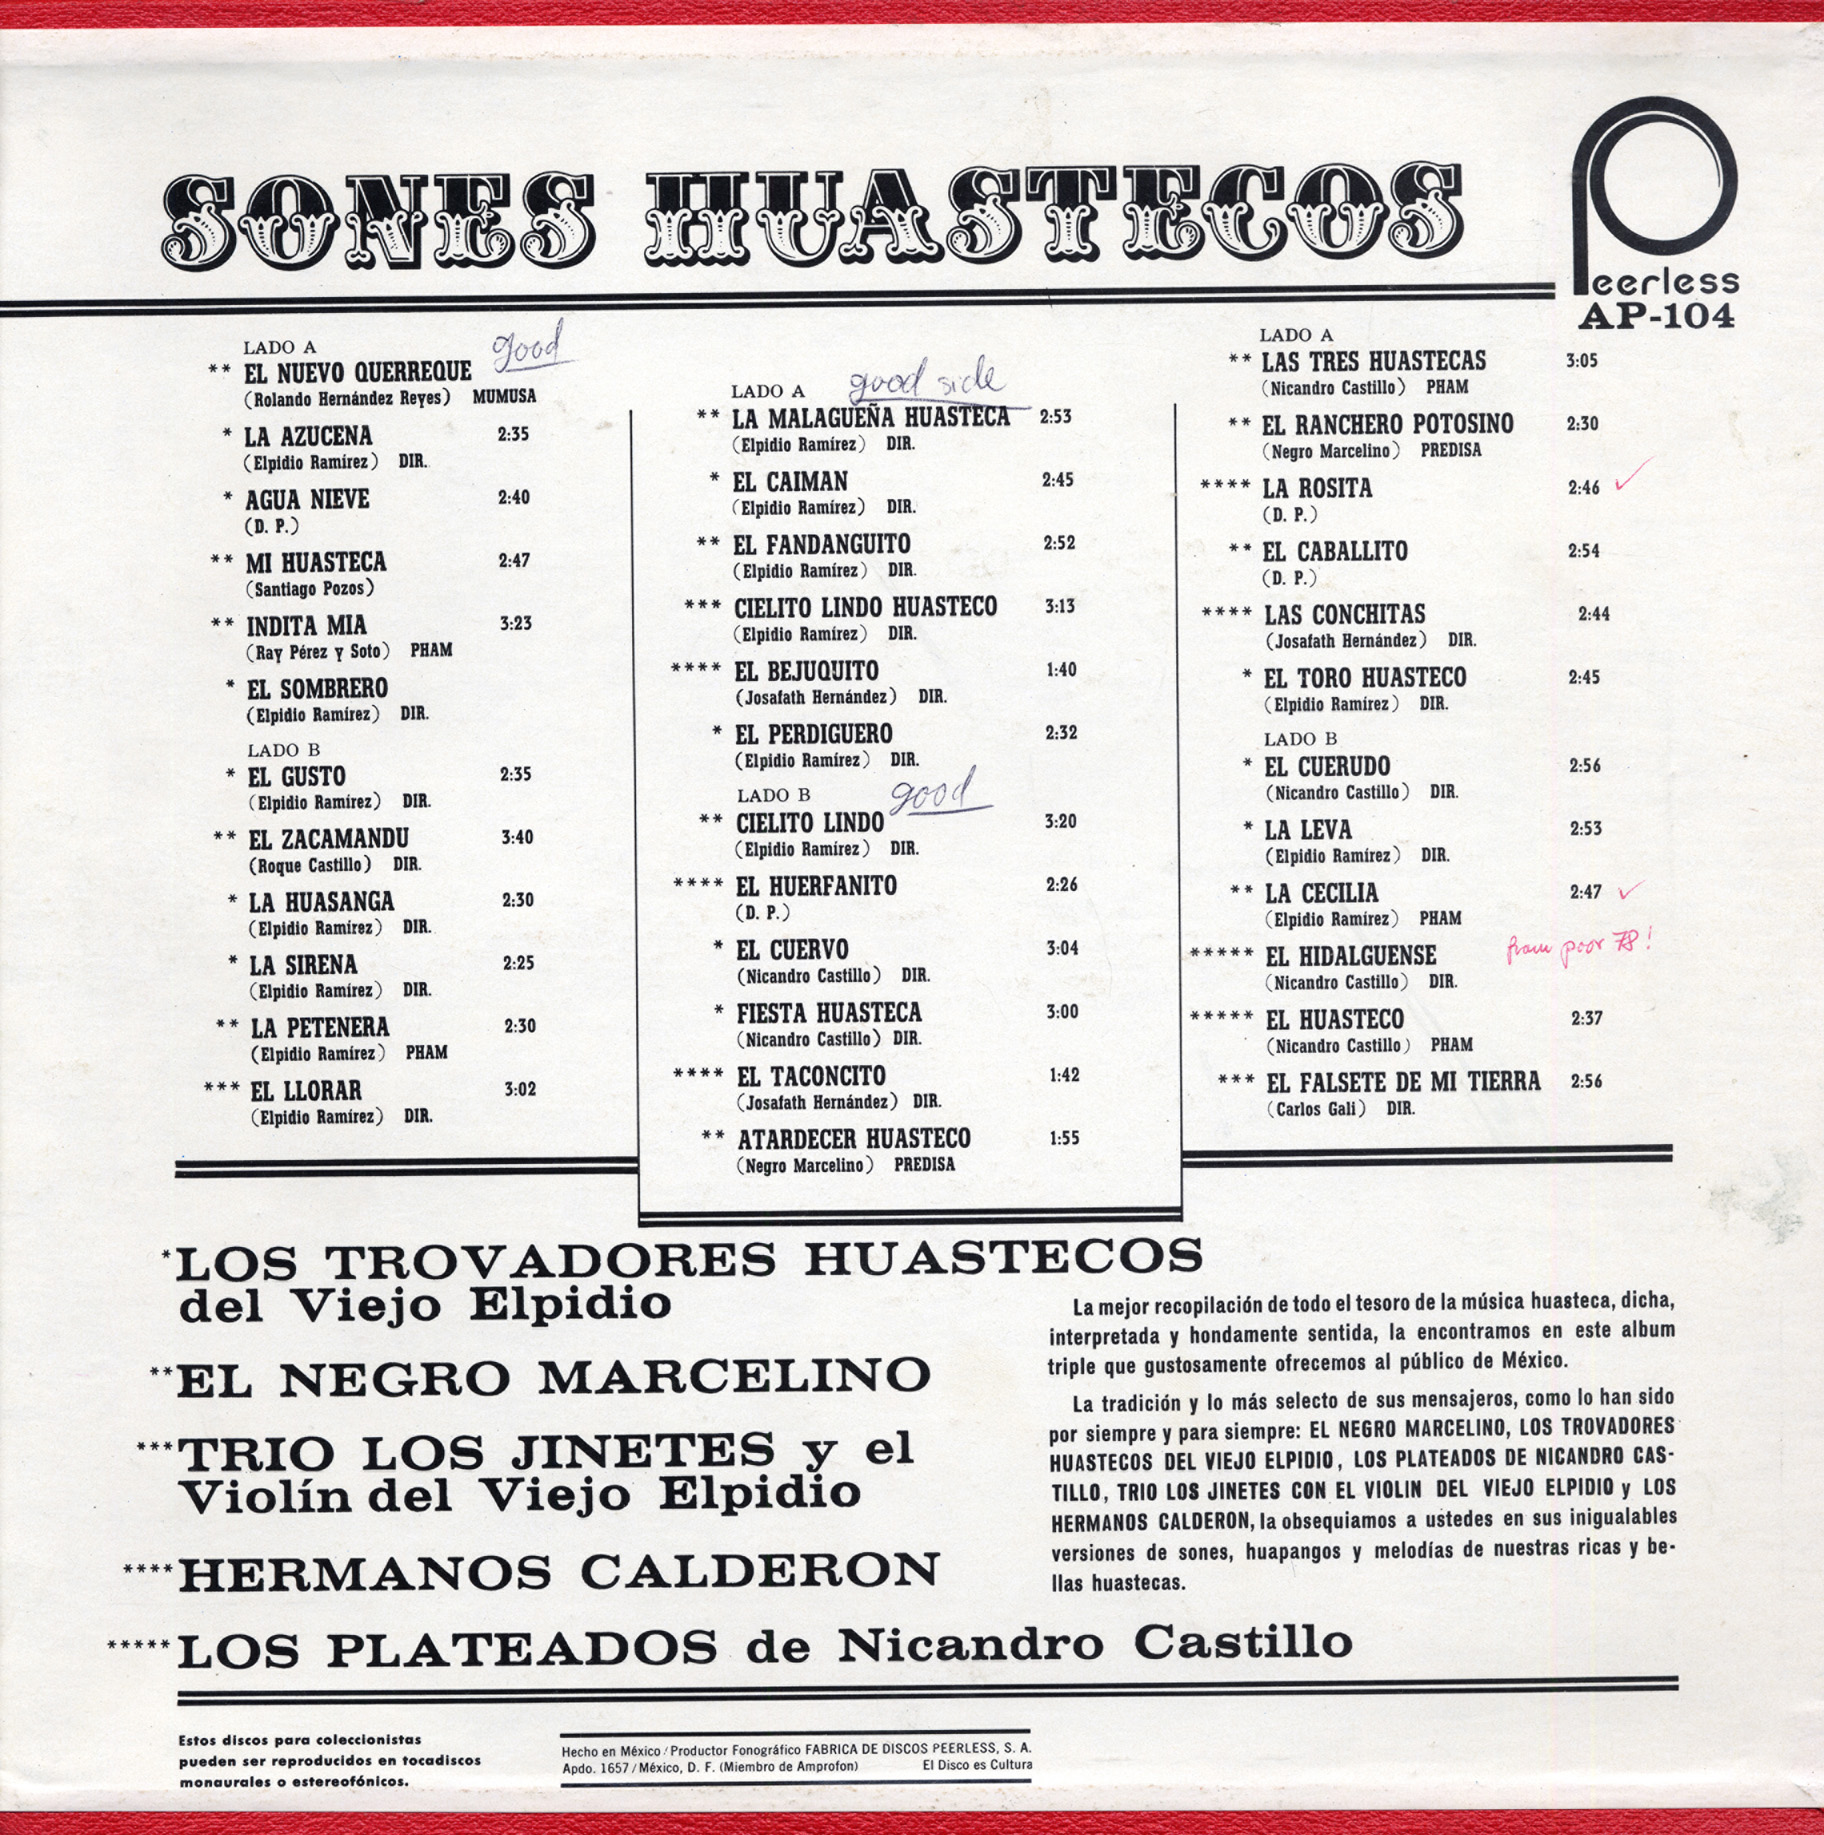 SONES HUASTECOS
Peerless
AP-104
LADO A
good
** EL NUEVO QUERREQUE
(Rolando Hernández Reyes) MUMUSA
* LA AZUCENA 2:35
(Elpidio Ramírez) DIR.
* AGUA NIEVE 2:40
(D. P.)
** MI HUASTECA 2:47
(Santiago Pozos)
** INDITA MIA 3:23
(Ray Pérez y Soto) PHAM
* EL SOMBRERO
(Elpidio Ramírez) DIR.
LADO B
* EL GUSTO 2:35
(Elpidio Ramírez) DIR.
** EL ZACAMANDU 3:40
(Roque Castillo) DIR.
* LA HUASANGA 2:30
(Elpidio Ramírez) DIR.
* LA SIRENA 2:25
(Elpidio Ramírez) DIR.
** LA PETENERA 2:30
(Elpidio Ramírez) PHAM
*** EL LLORAR 3:02
(Elpidio Ramírez) DIR.
LADO A
good side
** LA MALAGUEÑA HUASTECA 2:53
(Elpidio Ramírez) DIR.
* EL CAIMAN 2:45
(Elpidio Ramírez) DIR.
** EL FANDANGUITO 2:52
(Elpidio Ramírez) DIR.
*** CIELITO LINDO HUASTECO 3:13
(Elpidio Ramírez) DIR.
**** EL BEJUQUITO 1:40
(Josafath Hernández) DIR.
* EL PERDIGUERO 2:32
(Elpidio Ramírez) DIR.
LADO B
good
** CIELITO LINDO 3:20
(Elpidio Ramírez) DIR.
**** EL HUERFANITO 2:26
(D. P.)
* EL CUERVO 3:04
(Nicandro Castillo) DIR.
* FIESTA HUASTECA 3:00
(Nicandro Castillo) DIR.
**** EL TACONCITO 1:42
(Josafath Hernández) DIR.
** ATARDECER HUASTECO 1:55
(Negro Marcelino) PREDISA
LADO A
** LAS TRES HUASTECAS 3:05
(Nicandro Castillo) PHAM
** EL RANCHERO POTOSINO 2:30
(Negro Marcelino) PREDISA
**** LA ROSITA 2:46 ✓
(D. P.)
** EL CABALLITO 2:54
(D. P.)
**** LAS CONCHITAS 2:44
(Josafath Hernández) DIR.
* EL TORO HUASTECO 2:45
(Elpidio Ramírez) DIR.
LADO B
* EL CUERUDO 2:56
(Nicandro Castillo) DIR.
* LA LEVA 2:53
(Elpidio Ramírez) DIR.
** LA CECILIA 2:47 ✓
(Elpidio Ramírez) PHAM
***** EL HIDALGUENSE from poor 78!
(Nicandro Castillo) DIR.
***** EL HUASTECO 2:37
(Nicandro Castillo) PHAM
*** EL FALSETE DE MI TIERRA 2:56
(Carlos Gali) DIR.
*LOS TROVADORES HUASTECOS
del Viejo Elpidio
**EL NEGRO MARCELINO
***TRIO LOS JINETES y el
Violín del Viejo Elpidio
****HERMANOS CALDERON
*****LOS PLATEADOS de Nicandro Castillo
La mejor recopilación de todo el tesoro de la música huasteca, dicha,
interpretada y hondamente sentida, la encontramos en este album
triple que gustosamente ofrecemos al público de México.
La tradición y lo más selecto de sus mensajeros, como lo han sido
por siempre y para siempre: EL NEGRO MARCELINO, LOS TROVADORES
HUASTECOS DEL VIEJO ELPIDIO, LOS PLATEADOS DE NICANDRO CAS-
TILLO, TRIO LOS JINETES CON EL VIOLIN DEL VIEJO ELPIDIO y LOS
HERMANOS CALDERON, la obsequiamos a ustedes en sus inigualables
versiones de sones, huapangos y melodías de nuestras ricas y be-
llas huastecas.
Estos discos para coleccionistas
pueden ser reproducidos en tocadiscos
monaurales o estereofónicos.
Hecho en México / Productor Fonográfico FABRICA DE DISCOS PEERLESS, S. A.
Apdo. 1657 / México, D. F. (Miembro de Amprofon) El Disco es Cultura